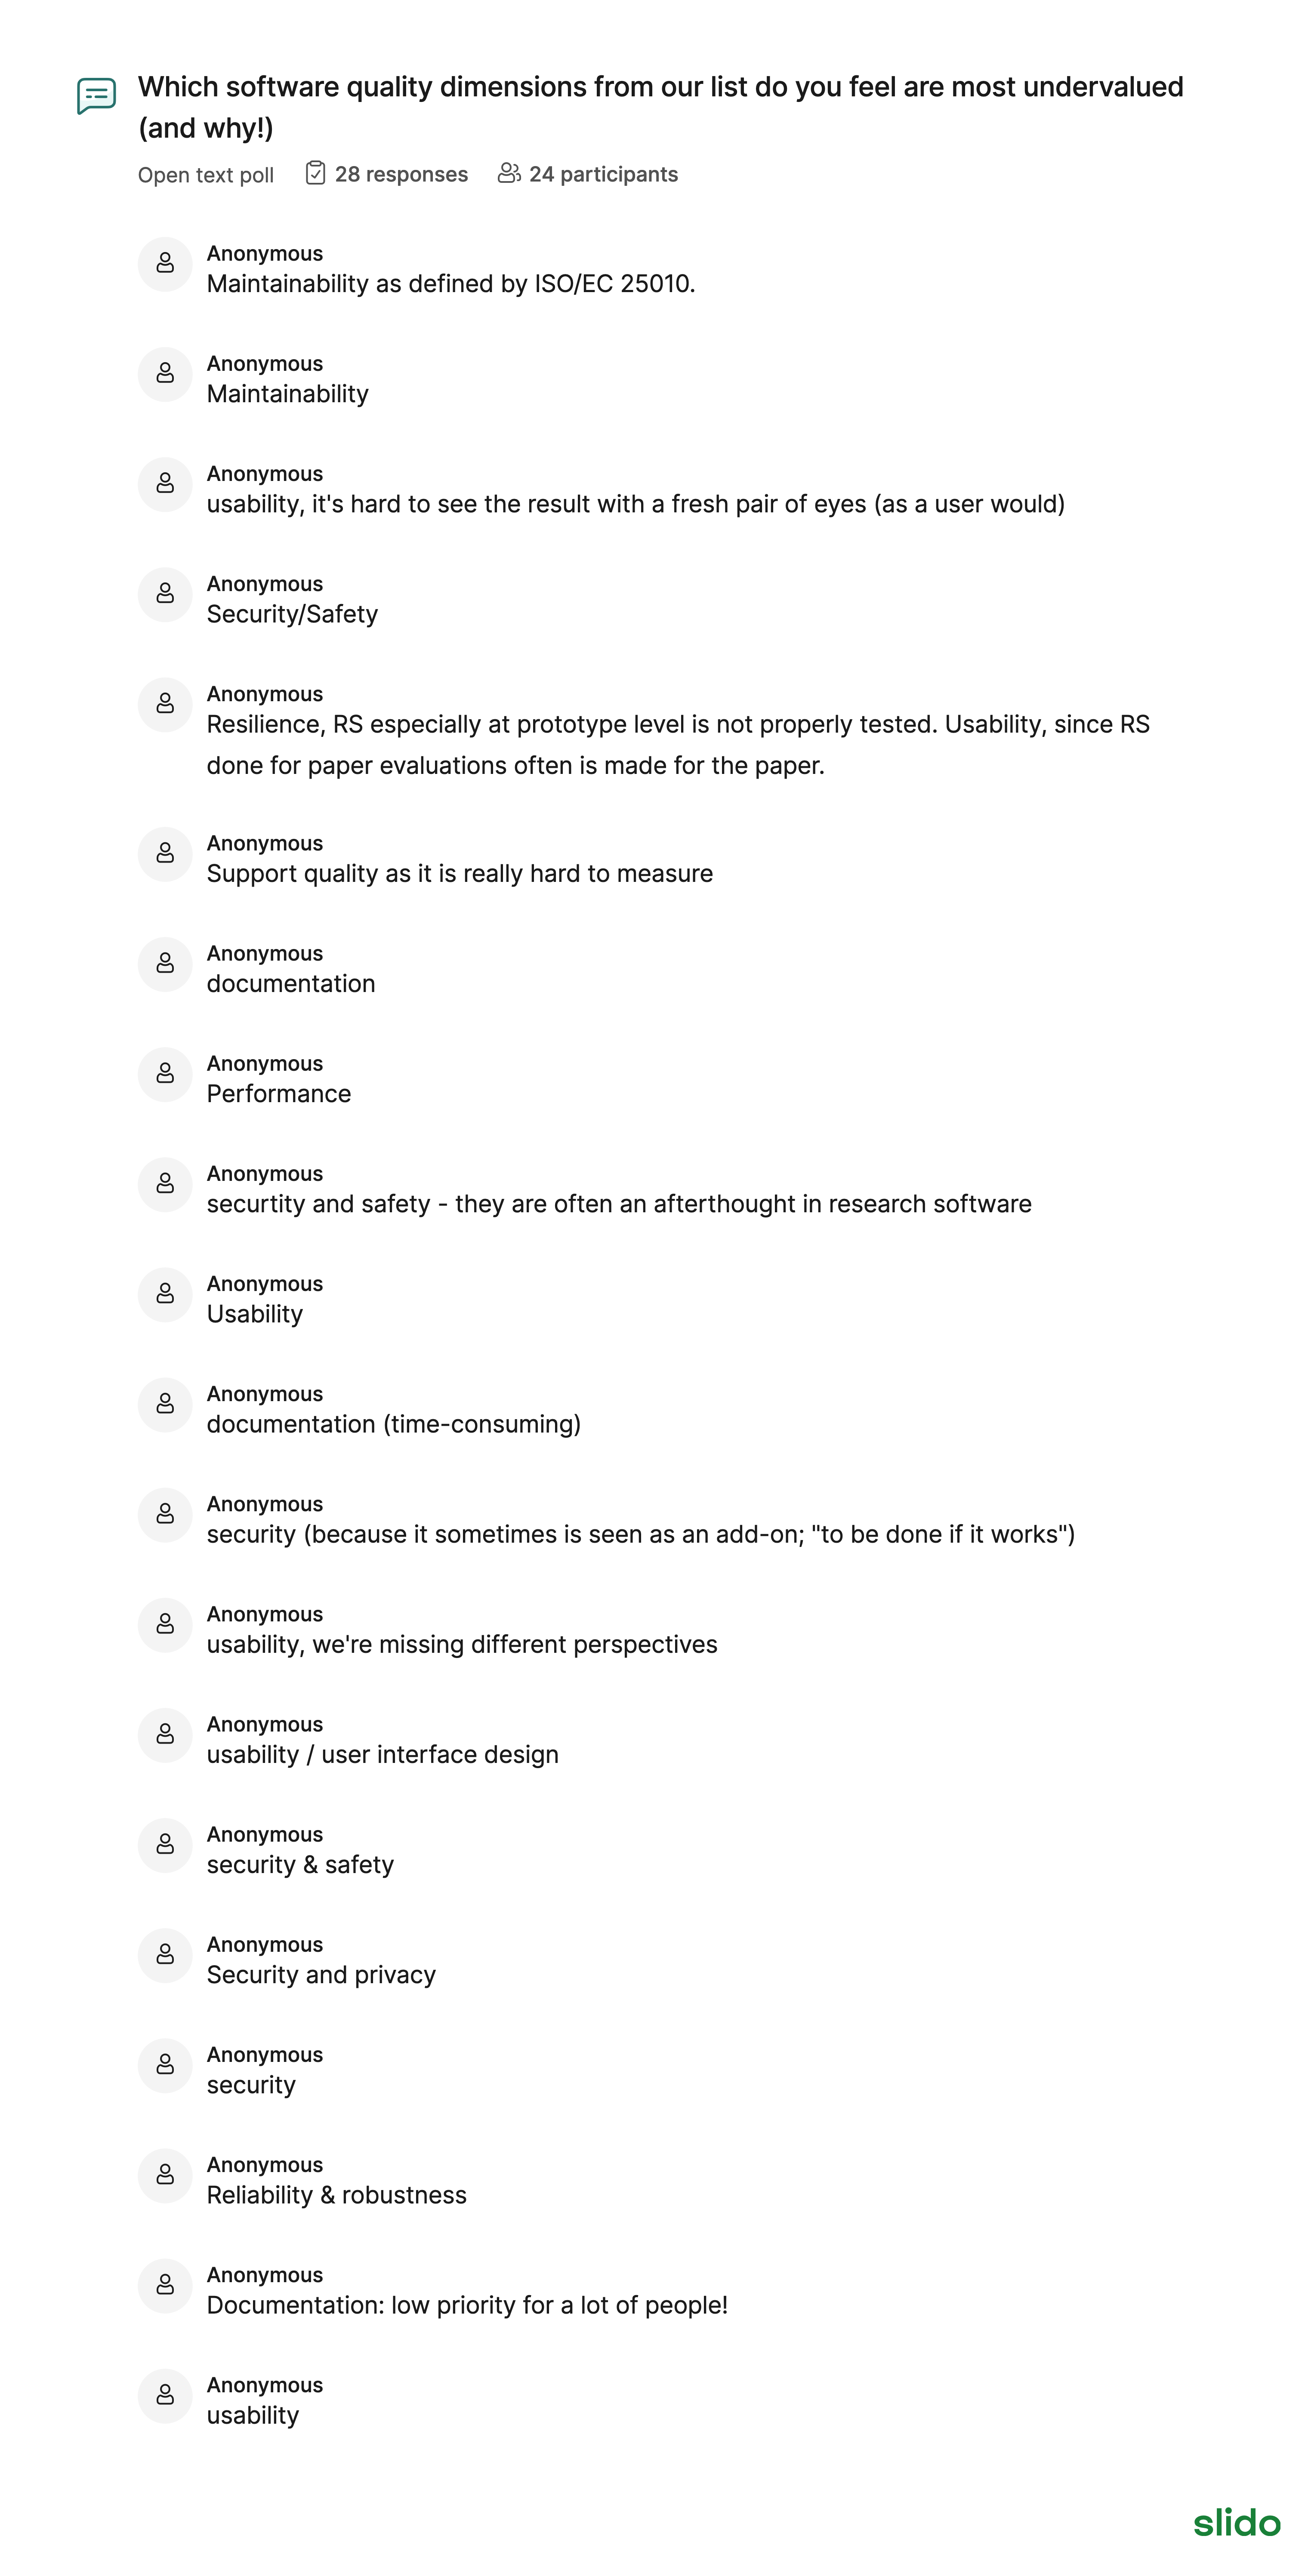 Which software quality dimensions from our list do you feel are most undervalued
(and why!)
Open text poll 28 responses 24 participants
Anonymous
Maintainability as defined by ISO/EC 25010.
Anonymous
Maintainability
Anonymous
usability, it's hard to see the result with a fresh pair of eyes (as a user would)
Anonymous
Security/Safety
Anonymous
Resilience, RS especially at prototype level is not properly tested. Usability, since RS
done for paper evaluations often is made for the paper.
Anonymous
Support quality as it is really hard to measure
Anonymous
documentation
Anonymous
Performance
Anonymous
securtity and safety - they are often an afterthought in research software
Anonymous
Usability
Anonymous
documentation (time-consuming)
Anonymous
security (because it sometimes is seen as an add-on; "to be done if it works")
Anonymous
usability, we're missing different perspectives
Anonymous
usability / user interface design
Anonymous
security & safety
Anonymous
Security and privacy
Anonymous
security
Anonymous
Reliability & robustness
Anonymous
Documentation: low priority for a lot of people!
Anonymous
usability
slido